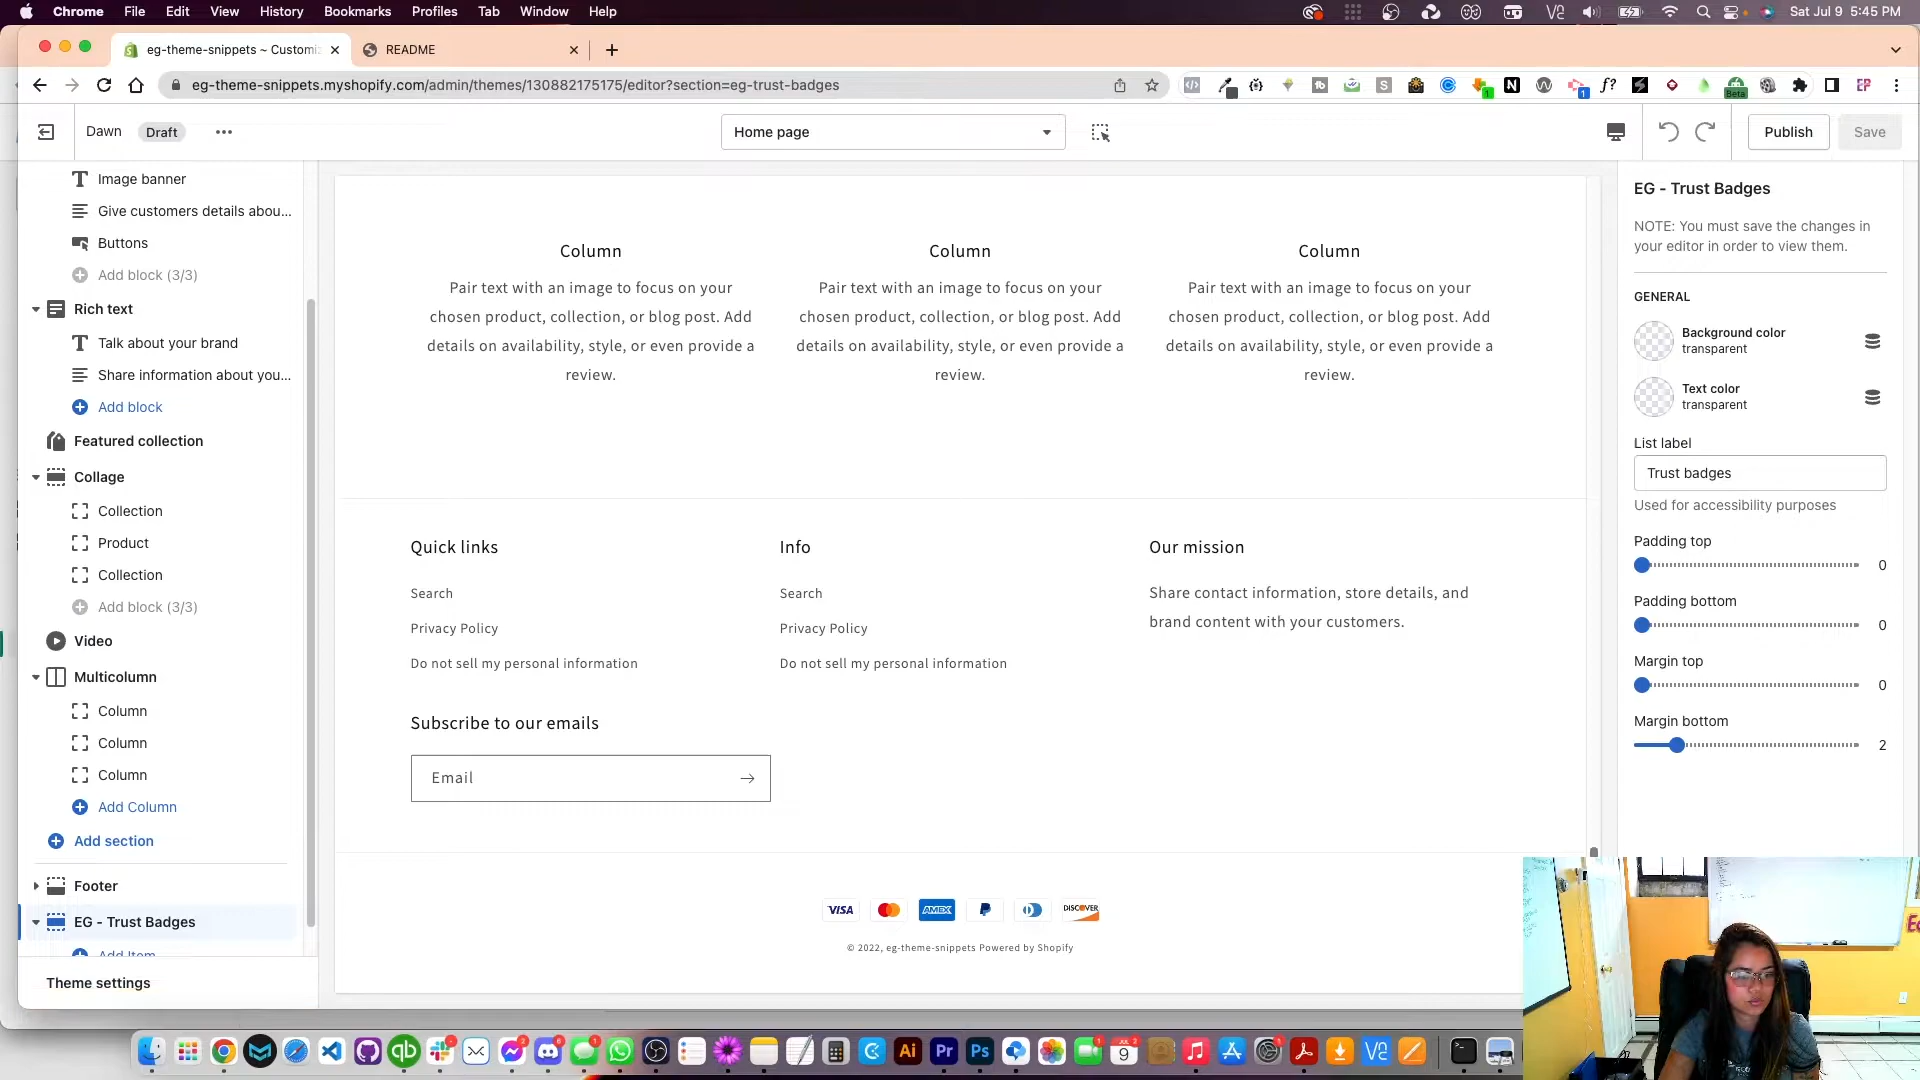 Chrome File Edit View History Bookmarks Profiles Tab Window Help
Sat Jul 9 5:45 PM
eg-theme-snippets ~ Customi
README
eg-theme-snippets.myshopify.com/admin/themes/130882175175/editor?section=eg-trust-badges
Dawn Draft
Home page
Publish
Save
Image banner
Give customers details abou...
Buttons
Add block (3/3)
Rich text
Talk about your brand
Share information about you...
Add block
Featured collection
Collage
Collection
Product
Collection
Add block (3/3)
Video
Multicolumn
Column
Column
Column
Add Column
Add section
Footer
EG - Trust Badges
Add Item
Theme settings
Column
Pair text with an image to focus on your
chosen product, collection, or blog post. Add
details on availability, style, or even provide a
review.
Column
Pair text with an image to focus on your
chosen product, collection, or blog post. Add
details on availability, style, or even provide a
review.
Column
Pair text with an image to focus on your
chosen product, collection, or blog post. Add
details on availability, style, or even provide a
review.
Quick links
Search
Privacy Policy
Do not sell my personal information
Info
Search
Privacy Policy
Do not sell my personal information
Our mission
Share contact information, store details, and
brand content with your customers.
Subscribe to our emails
Email
VISA
AMEX
DISCOVER
© 2022, eg-theme-snippets Powered by Shopify
EG - Trust Badges
NOTE: You must save the changes in
your editor in order to view them.
GENERAL
Background color
transparent
Text color
transparent
List label
Trust badges
Used for accessibility purposes
Padding top
0
Padding bottom
0
Margin top
0
Margin bottom
2